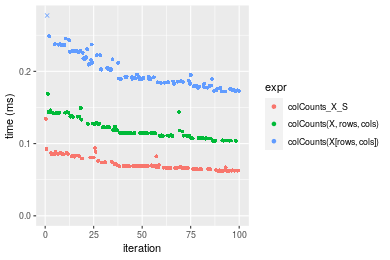 time (ms)
0.2
0.1
0.0
0
25
50
75
100
iteration
expr
colCounts_X_S
colCounts(X, rows, cols)
colCounts(X[rows, cols])